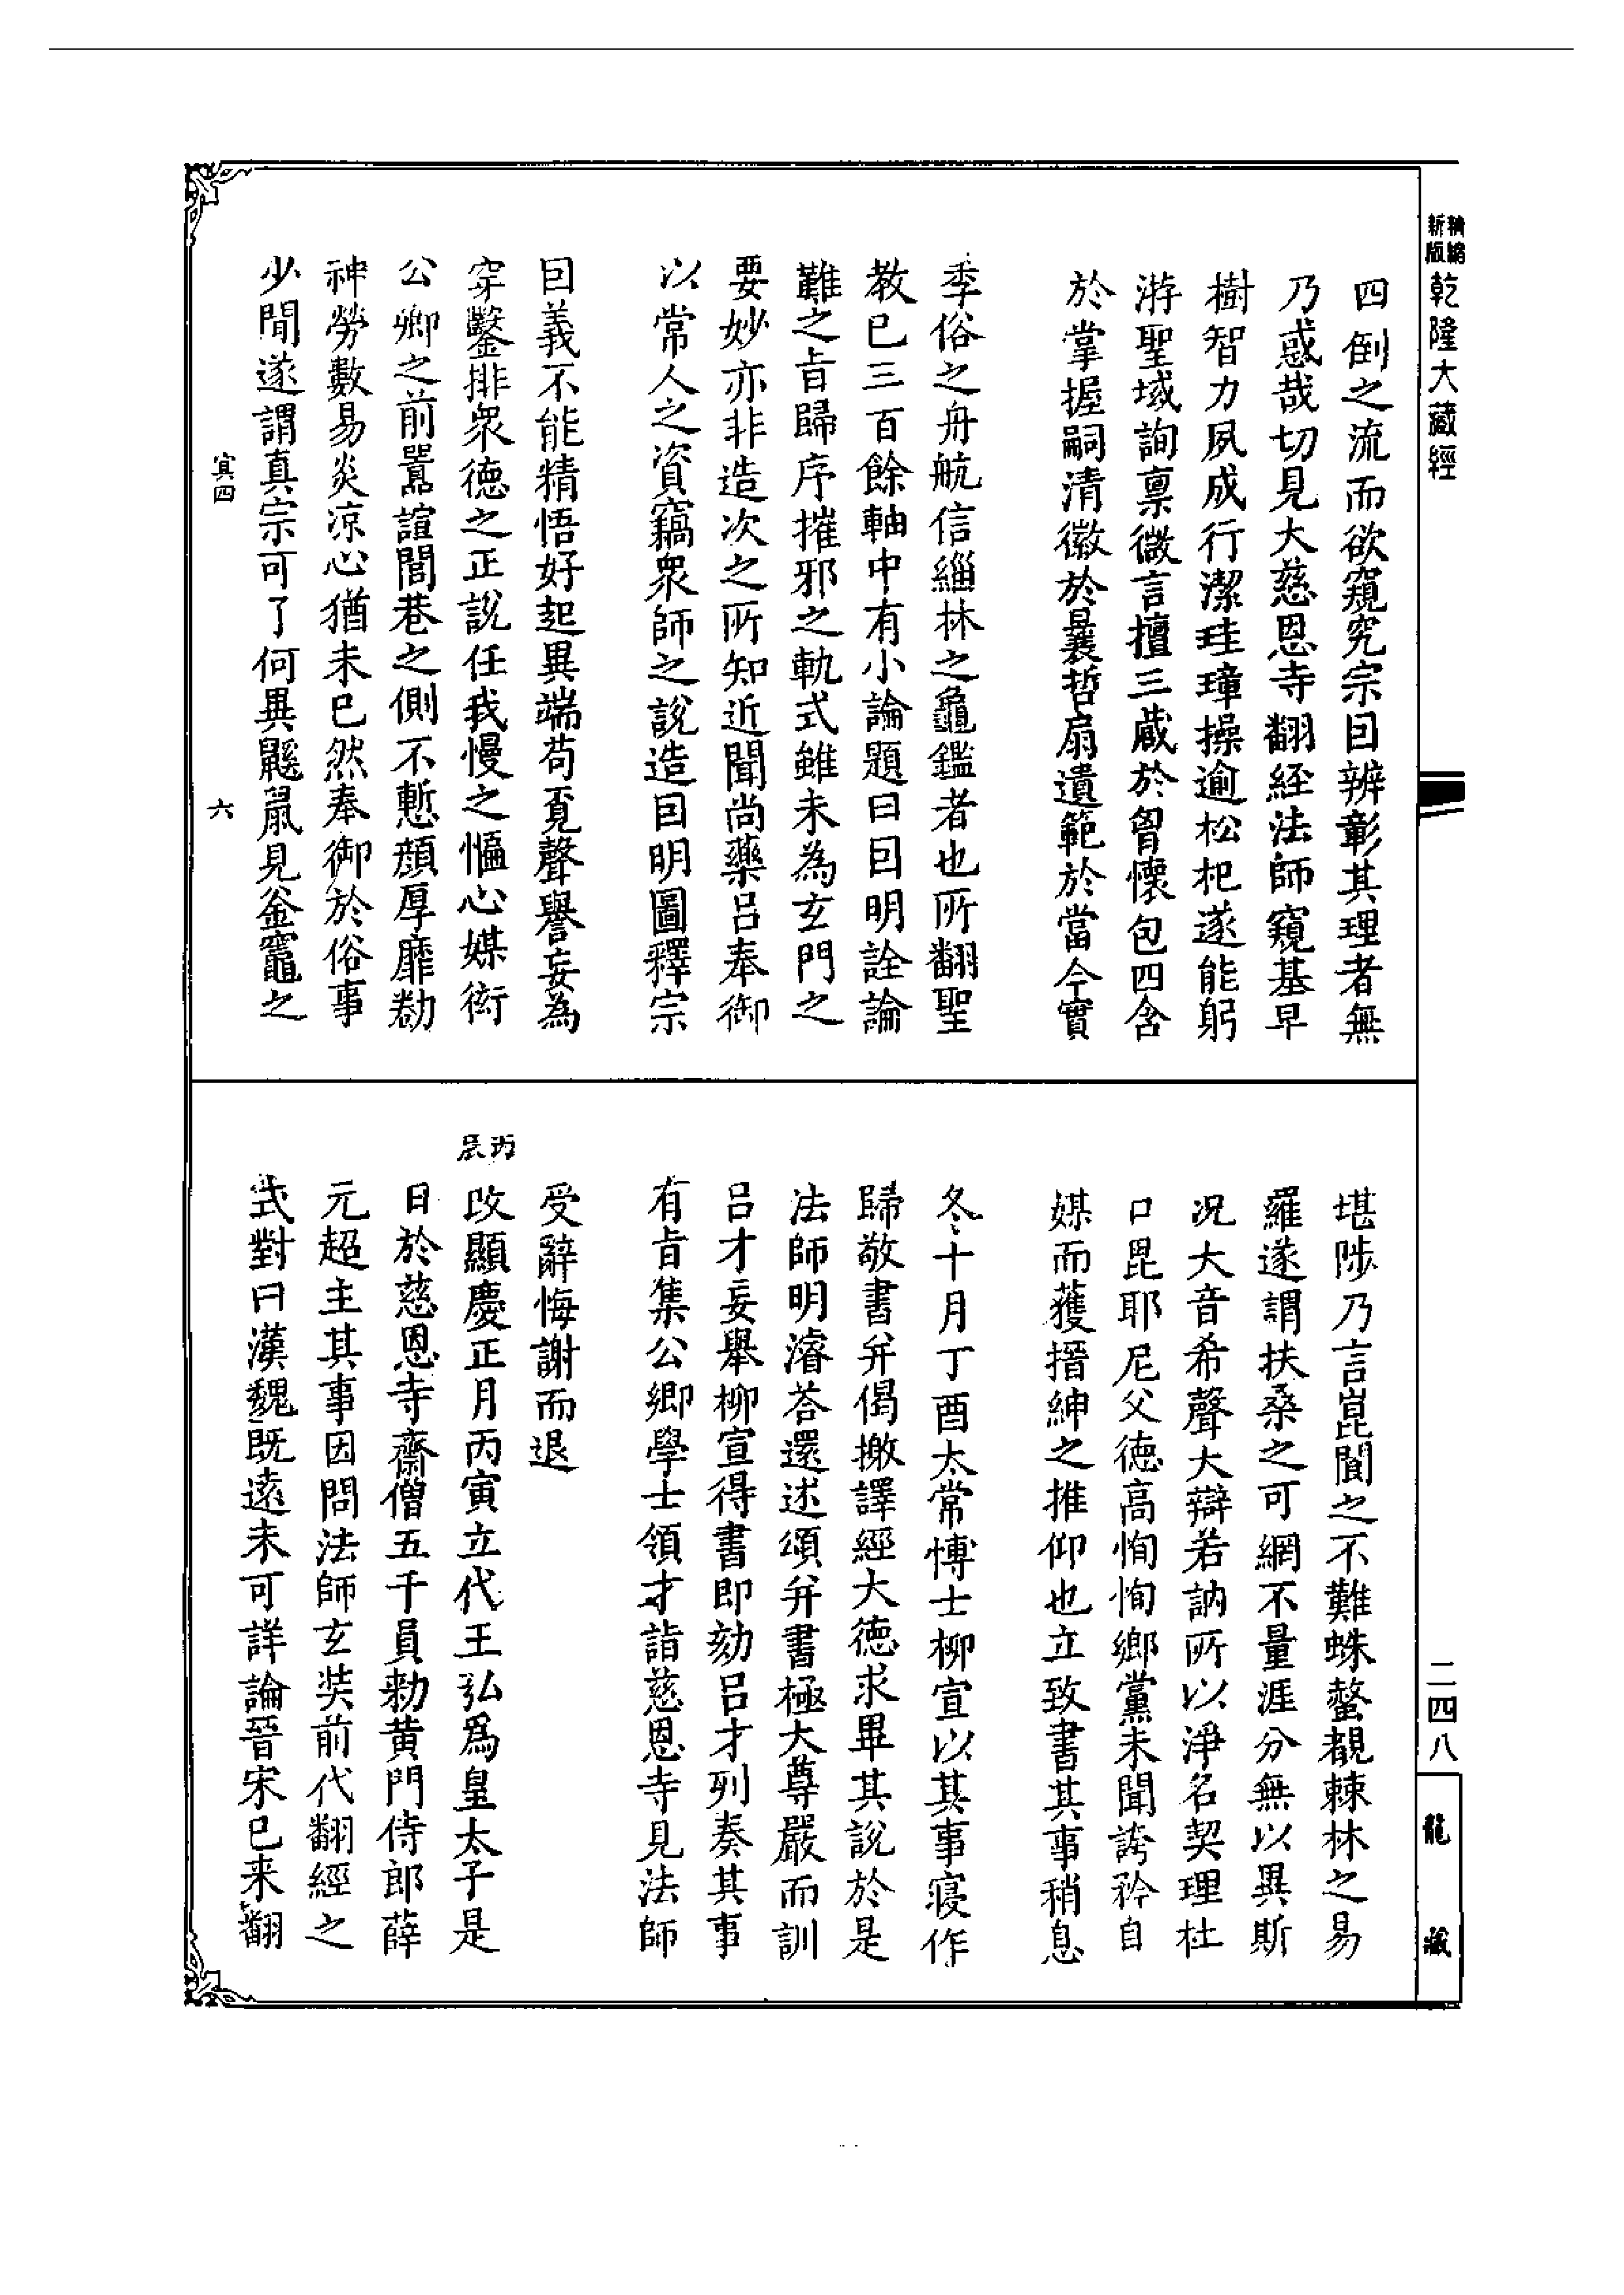 精縮
新版
乾隆大藏經
二四八
龍藏
四倒之流而欲窺究宗因辨彰其理者無
乃惑哉切見大慈恩寺翻經法師窺基早
樹智力夙成行潔珪璋操逾松杞遂能躬
游聖域詢稟微言擅三藏於胷懷包四含
於掌握嗣清徽於曩哲扇遺範於當今實
季俗之舟航信緇林之龜鑑者也所翻聖
教已三百餘軸中有小論題曰因明詮論
難之旨歸序摧邪之軌式雖未為玄門之
要妙亦非造次之所知近聞尚藥呂奉御
以常人之資竊衆師之說造因明圖釋宗
因義不能精悟好起異端苟覓聲譽妄為
穿鑿排衆徳之正說任我慢之慪心媒衒
公卿之前囂諠閭巷之側不慙顏厚靡勌
神勞數易炎凉心猶未已然奉御於俗事
少閒遂謂真宗可了何異鼷鼠見釜竈之
賓四
六
堪陟乃言崑閬之不難蛛蝥覩棘林之易
羅遂謂扶桑之可網不量涯分無以異斯
况大音希聲大辯若訥所以淨名契理杜
口毘耶尼父徳高恂恂鄉黨未聞誇矜自
媒而獲搢紳之推仰也立致書其事稍息
冬十月丁酉太常博士柳宣以其事寢作
歸敬書并偈檄譯經大徳求畢其說於是
法師明濬荅還述頌并書極大尊嚴而訓
呂才妄舉柳宣得書即劾呂才列奏其事
有旨集公卿學士領才詣慈恩寺見法師
受辭悔謝而退
丙辰
改顯慶正月丙寅立代王弘爲皇太子是
日於慈恩寺齋僧五千員勑黄門侍郎薛
元超主其事因問法師玄奘前代翻經之
式對曰漢魏既遠未可詳論晉宋已来翻